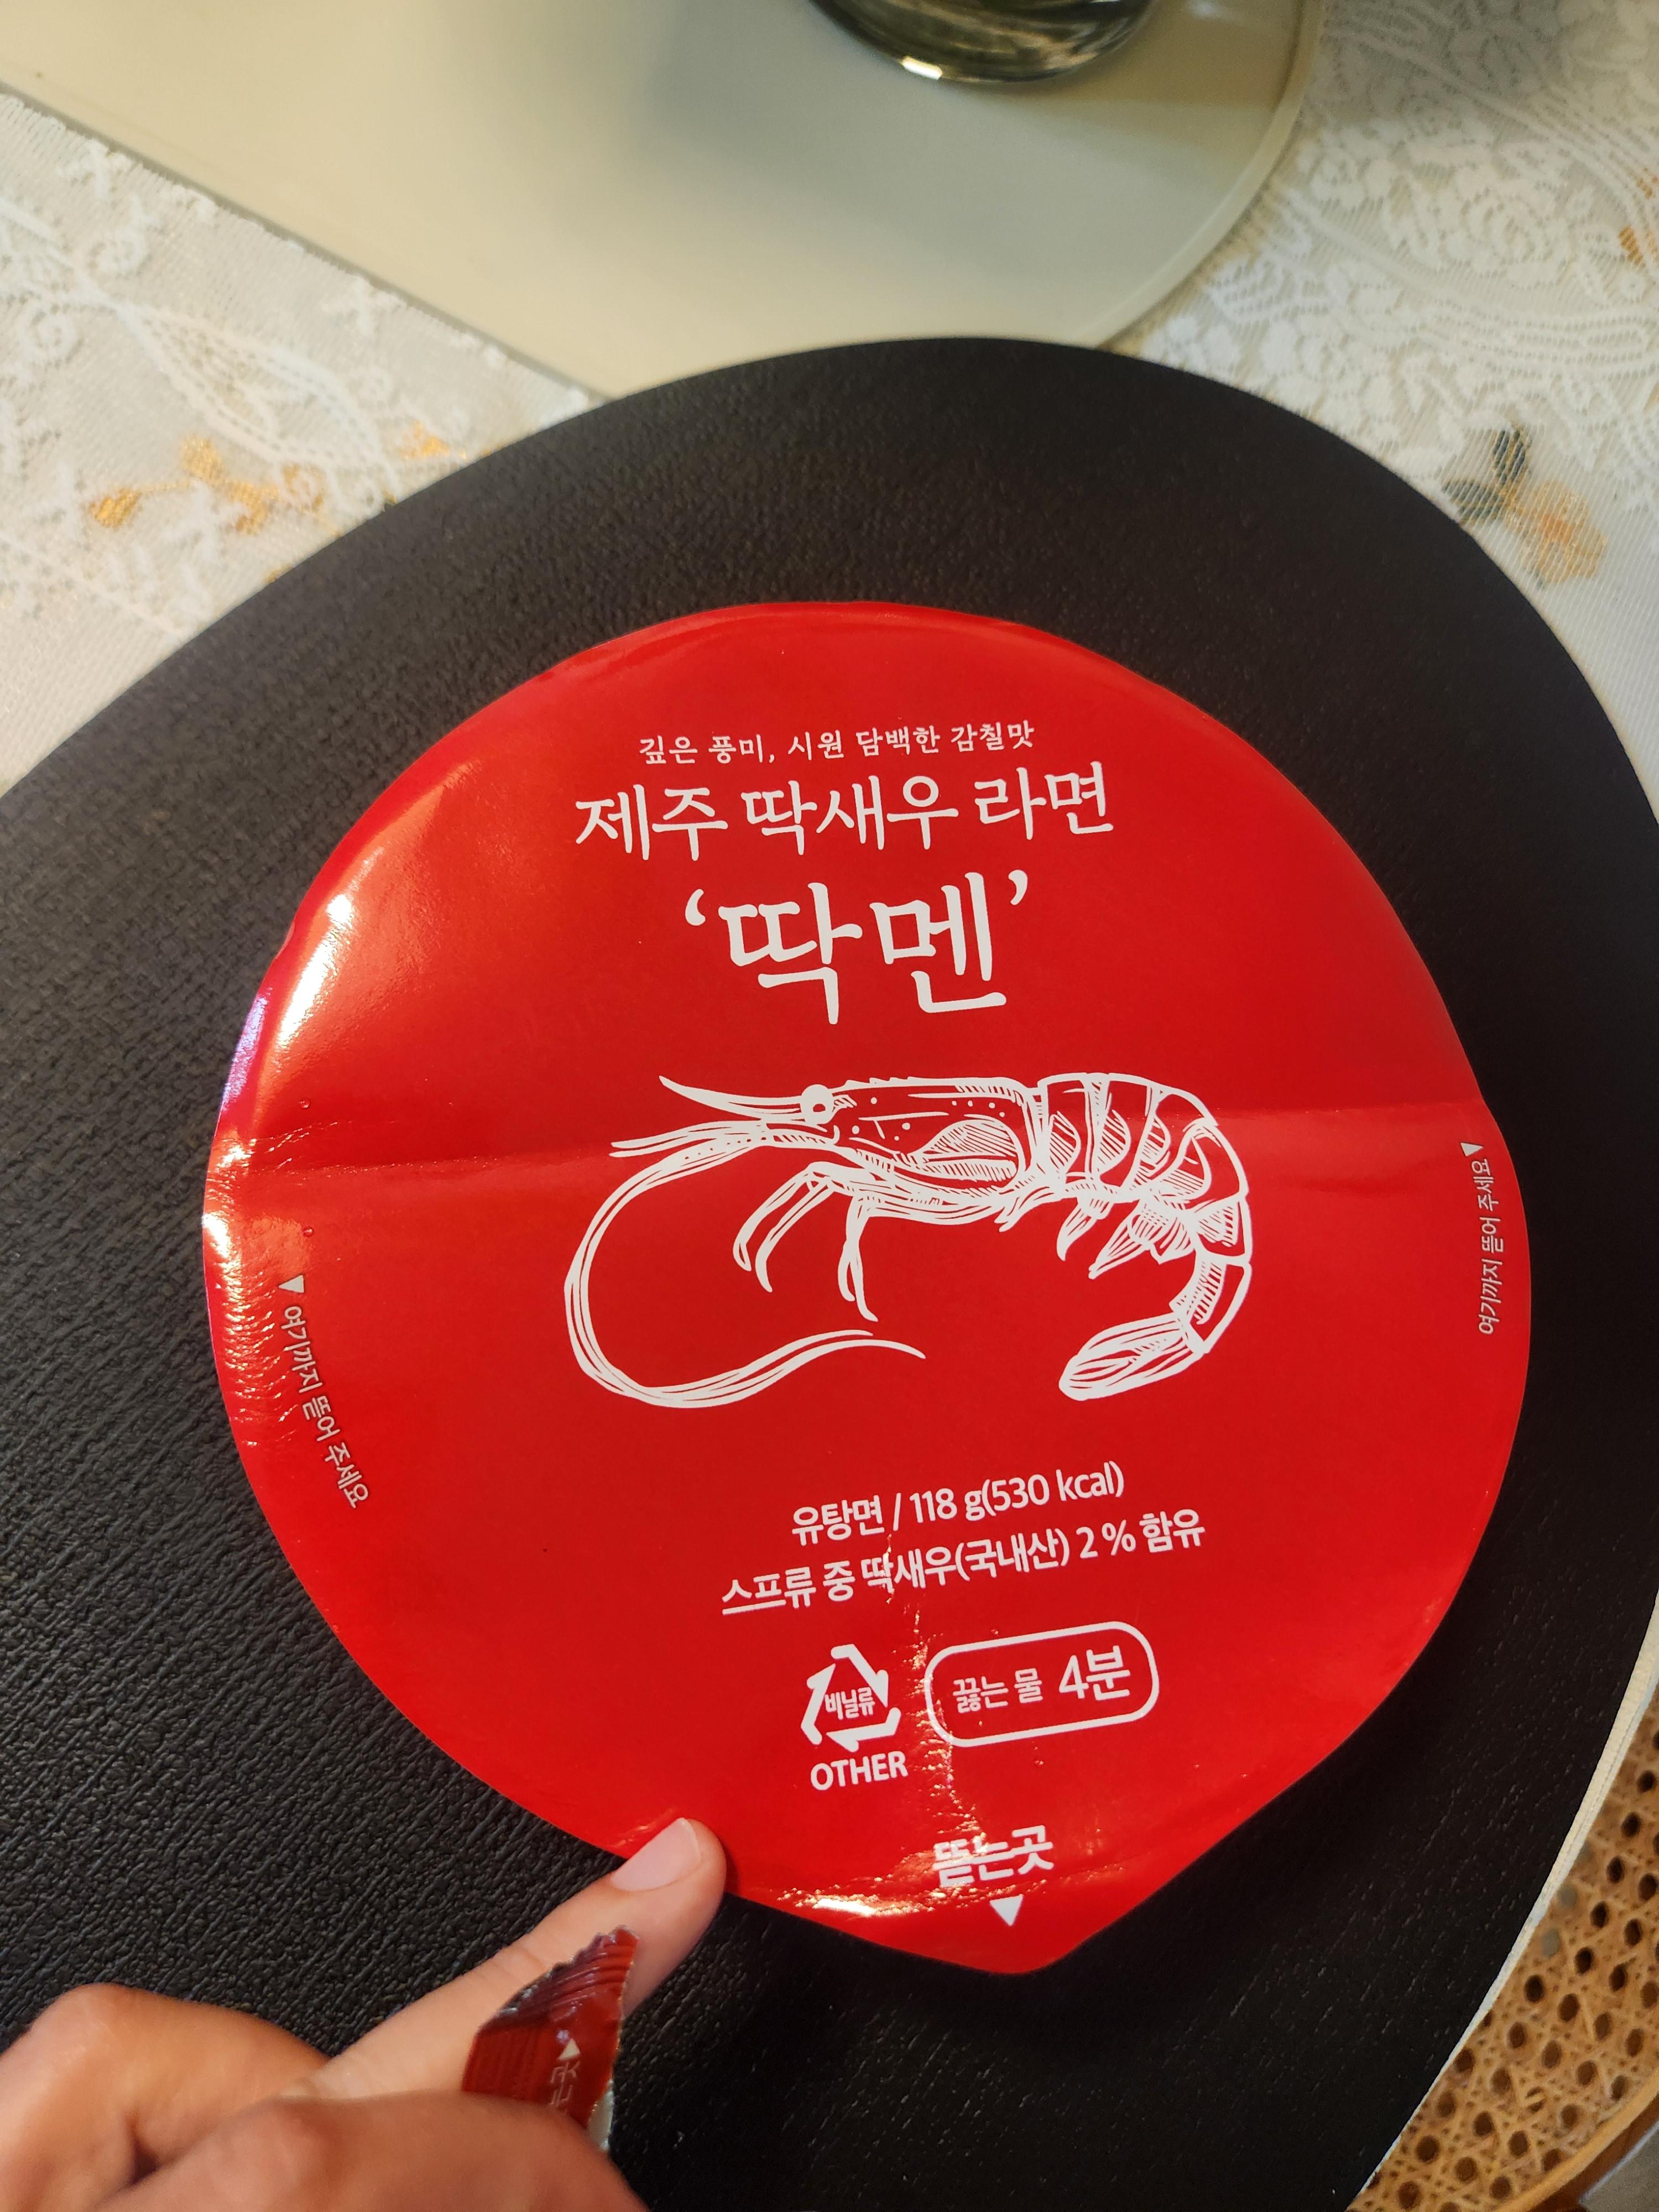 깊은 풍미, 시원 담백한 감칠맛
제주 딱새우 라면
‘딱멘’
여기까지 뜯어 주세요
여기까지 뜯어 주세요
유탕면 / 118 g(530 kcal)
스프류 중 딱새우(국내산) 2 % 함유
비닐류
OTHER
끓는 물 4분
뜯는곳